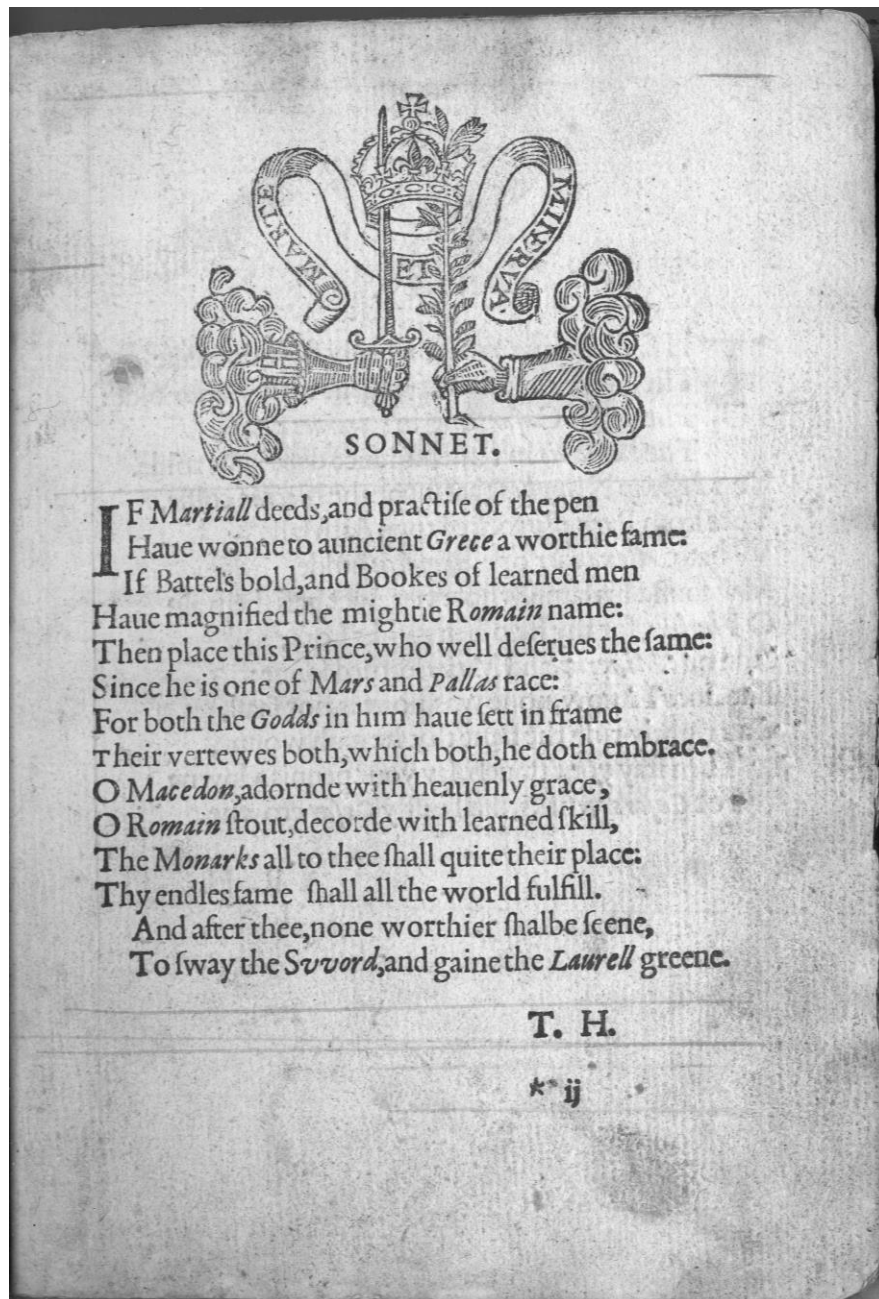 MARTE ET MINERVA.
SONNET.
IF Martiall deeds,and practiſe of the pen
Haue wonne to auncient Grece a worthie fame:
If Battels bold,and Bookes of learned men
Haue magnified the mightie Romain name:
Then place this Prince,who well deſerues the ſame:
Since he is one of Mars and Pallas race:
For both the Godds in him haue ſett in frame
Their vertewes both,which both,he doth embrace.
O Macedon,adornde with heauenly grace,
O Romain ſtout,decorde with learned ſkill,
The Monarks all to thee ſhall quite their place:
Thy endles fame ſhall all the world fulfill.
And after thee,none worthier ſhalbe ſeene,
To ſway the Svvord,and gaine the Laurell greene.
T. H.
* ij